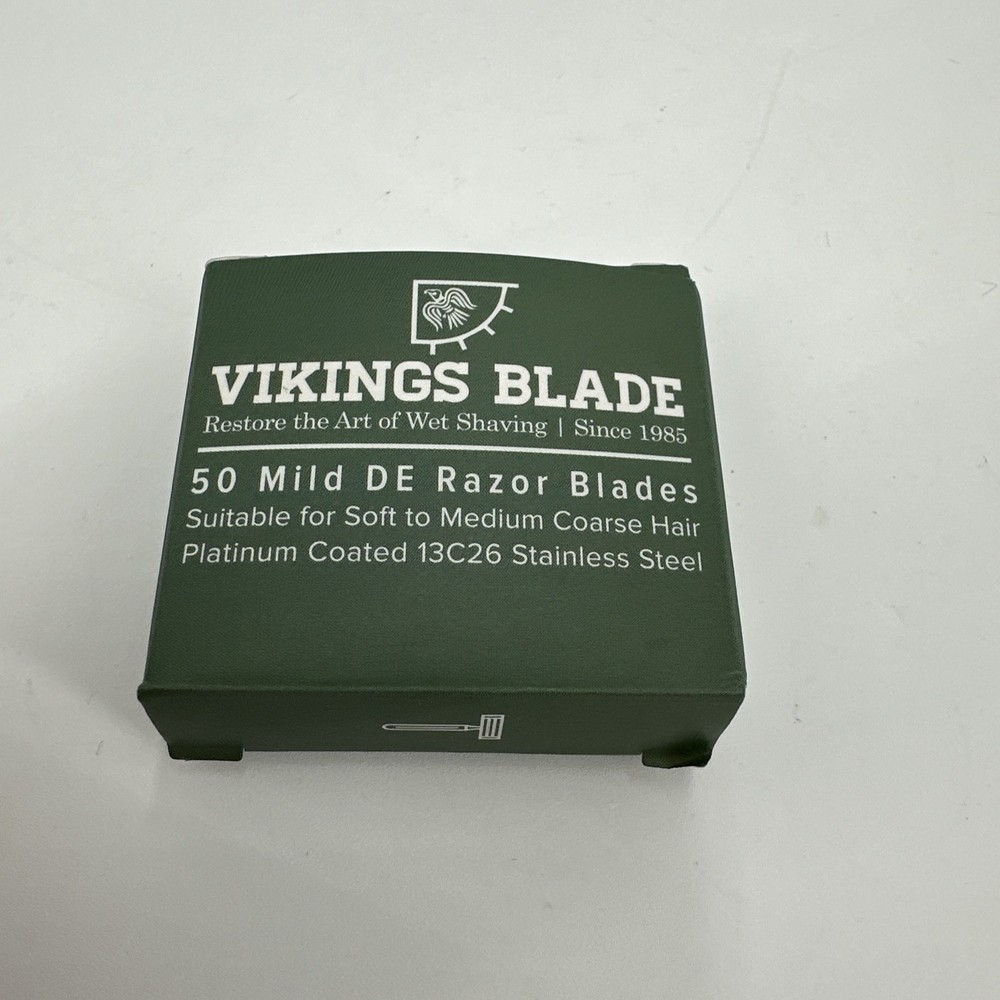 VIKINGS BLADE
Restore the Art of Wet Shaving | Since 1985
50 Mild DE Razor Blades
Suitable for Soft to Medium Coarse Hair
Platinum Coated 13C26 Stainless Steel